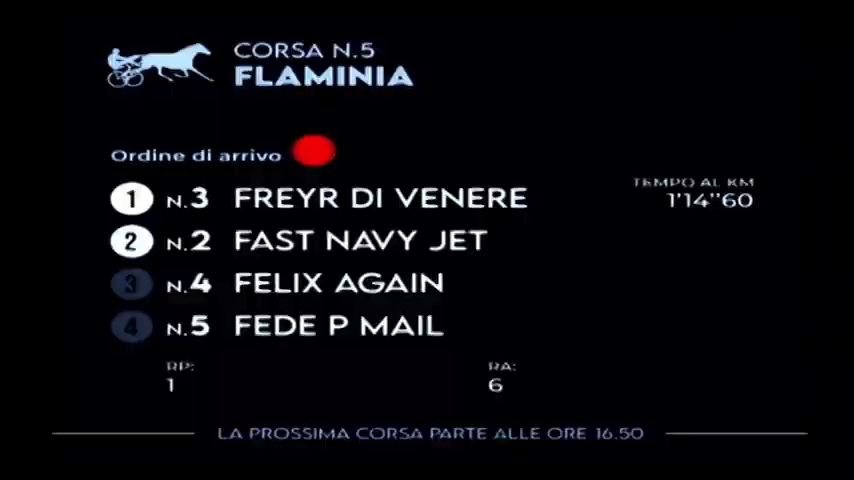 CORSA N.5
FLAMINIA
Ordine di arrivo
TEMPO AL KM
1'14''60
1 N.3 FREYR DI VENERE
2 N.2 FAST NAVY JET
3 N.4 FELIX AGAIN
4 N.5 FEDE P MAIL
RP: RA:
1 6
LA PROSSIMA CORSA PARTE ALLE ORE 16.50